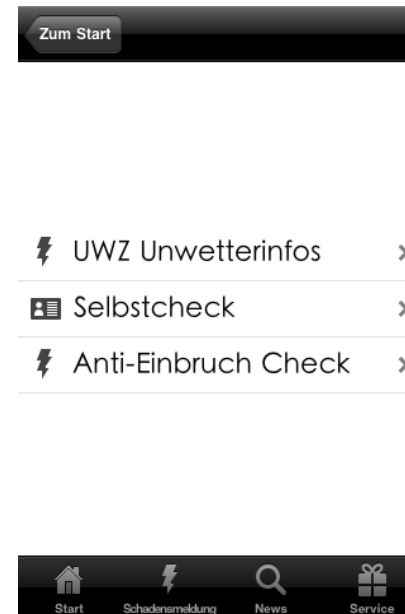 Zum Start
UWZ Unwetterinfos
Selbstcheck
Anti-Einbruch Check
Start Schadensmeldung News Service